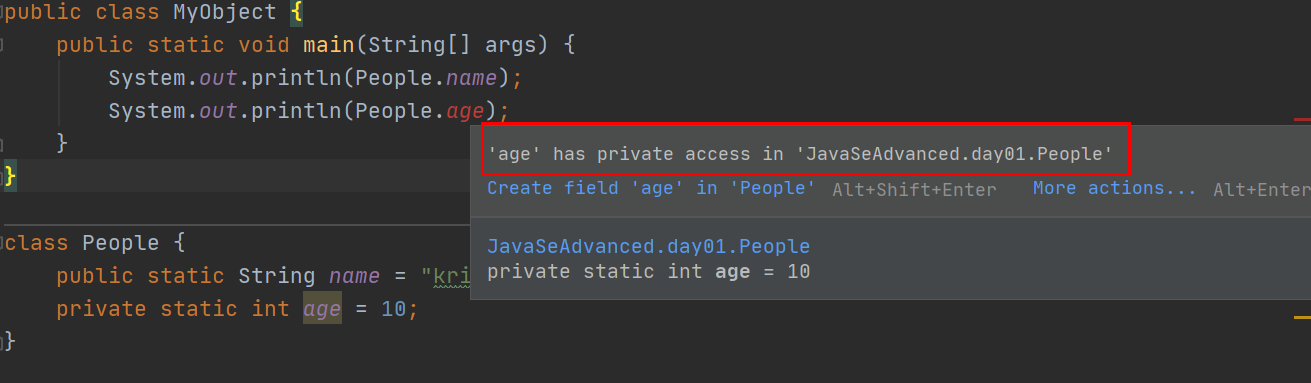 public class MyObject {
public static void main(String[] args) {
System.out.println(People.name);
System.out.println(People.age);
}
}
'age' has private access in 'JavaSeAdvanced.day01.People'
Create field 'age' in 'People' Alt+Shift+Enter More actions... Alt+Enter
JavaSeAdvanced.day01.People
private static int age = 10
class People {
public static String name = "kri
private static int age = 10;
}